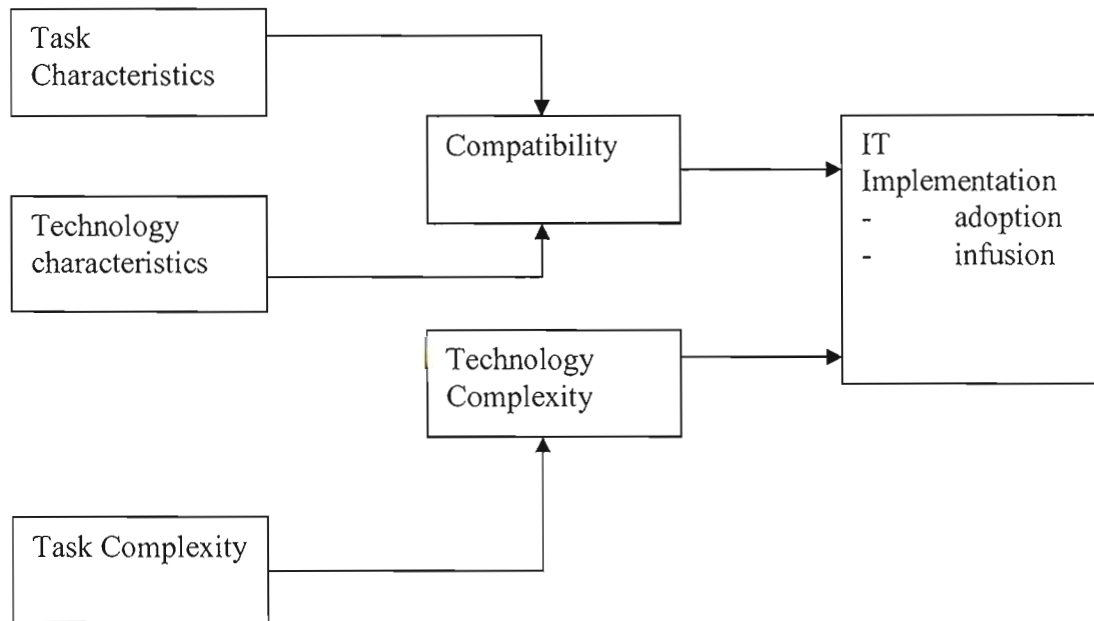 Task
Characteristics
Compatibility
IT
Implementation
- adoption
- infusion
Technology
characteristics
Technology
Complexity
Task Complexity